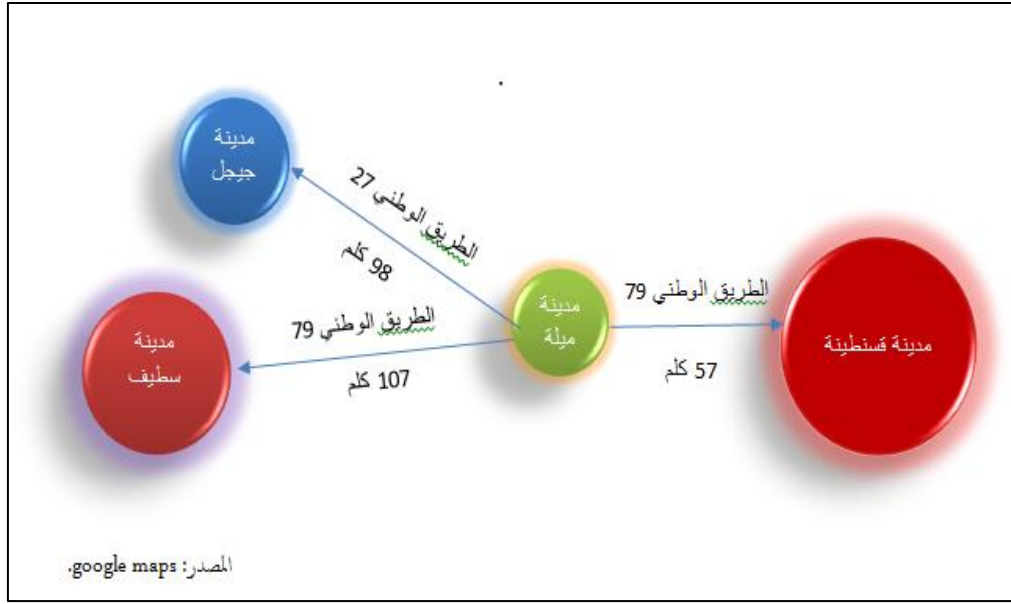 مدينة
جيجل
الطريق الوطني 27
98 كلم
مدينة
سطيف
الطريق الوطني 79
107 كلم
مدينة
ميلة
الطريق الوطني 79
57 كلم
مدينة قسنطينة
المصدر: google maps.